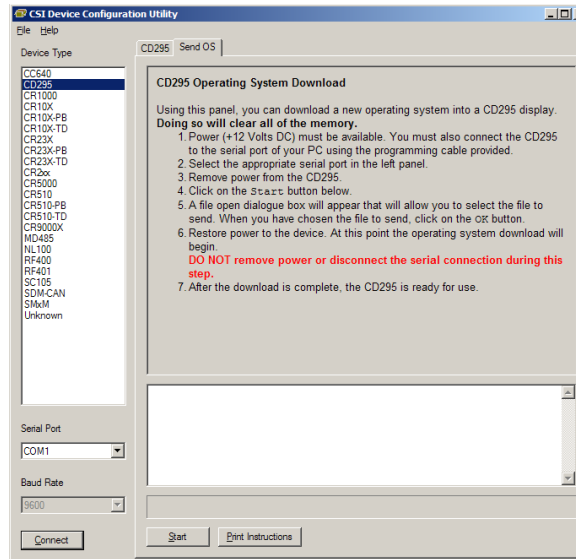 CSI Device Configuration Utility
File Help
Device Type
CC640
CD295
CR1000
CR10X
CR10X-PB
CR10X-TD
CR23X
CR23X-PB
CR23X-TD
CR2xx
CR5000
CR510
CR510-PB
CR510-TD
CR9000X
MD485
NL100
RF400
RF401
SC105
SDM-CAN
SMxM
Unknown
Serial Port
COM1
Baud Rate
9600
Connect
CD295 Send OS
CD295 Operating System Download
Using this panel, you can download a new operating system into a CD295 display.
Doing so will clear all of the memory.
1. Power (+12 Volts DC) must be available. You must also connect the CD295
to the serial port of your PC using the programming cable provided.
2. Select the appropriate serial port in the left panel.
3. Remove power from the CD295.
4. Click on the Start button below.
5. A file open dialogue box will appear that will allow you to select the file to
send. When you have chosen the file to send, click on the OK button.
6. Restore power to the device. At this point the operating system download will
begin.
DO NOT remove power or disconnect the serial connection during this
step.
7. After the download is complete, the CD295 is ready for use.
Start Print Instructions